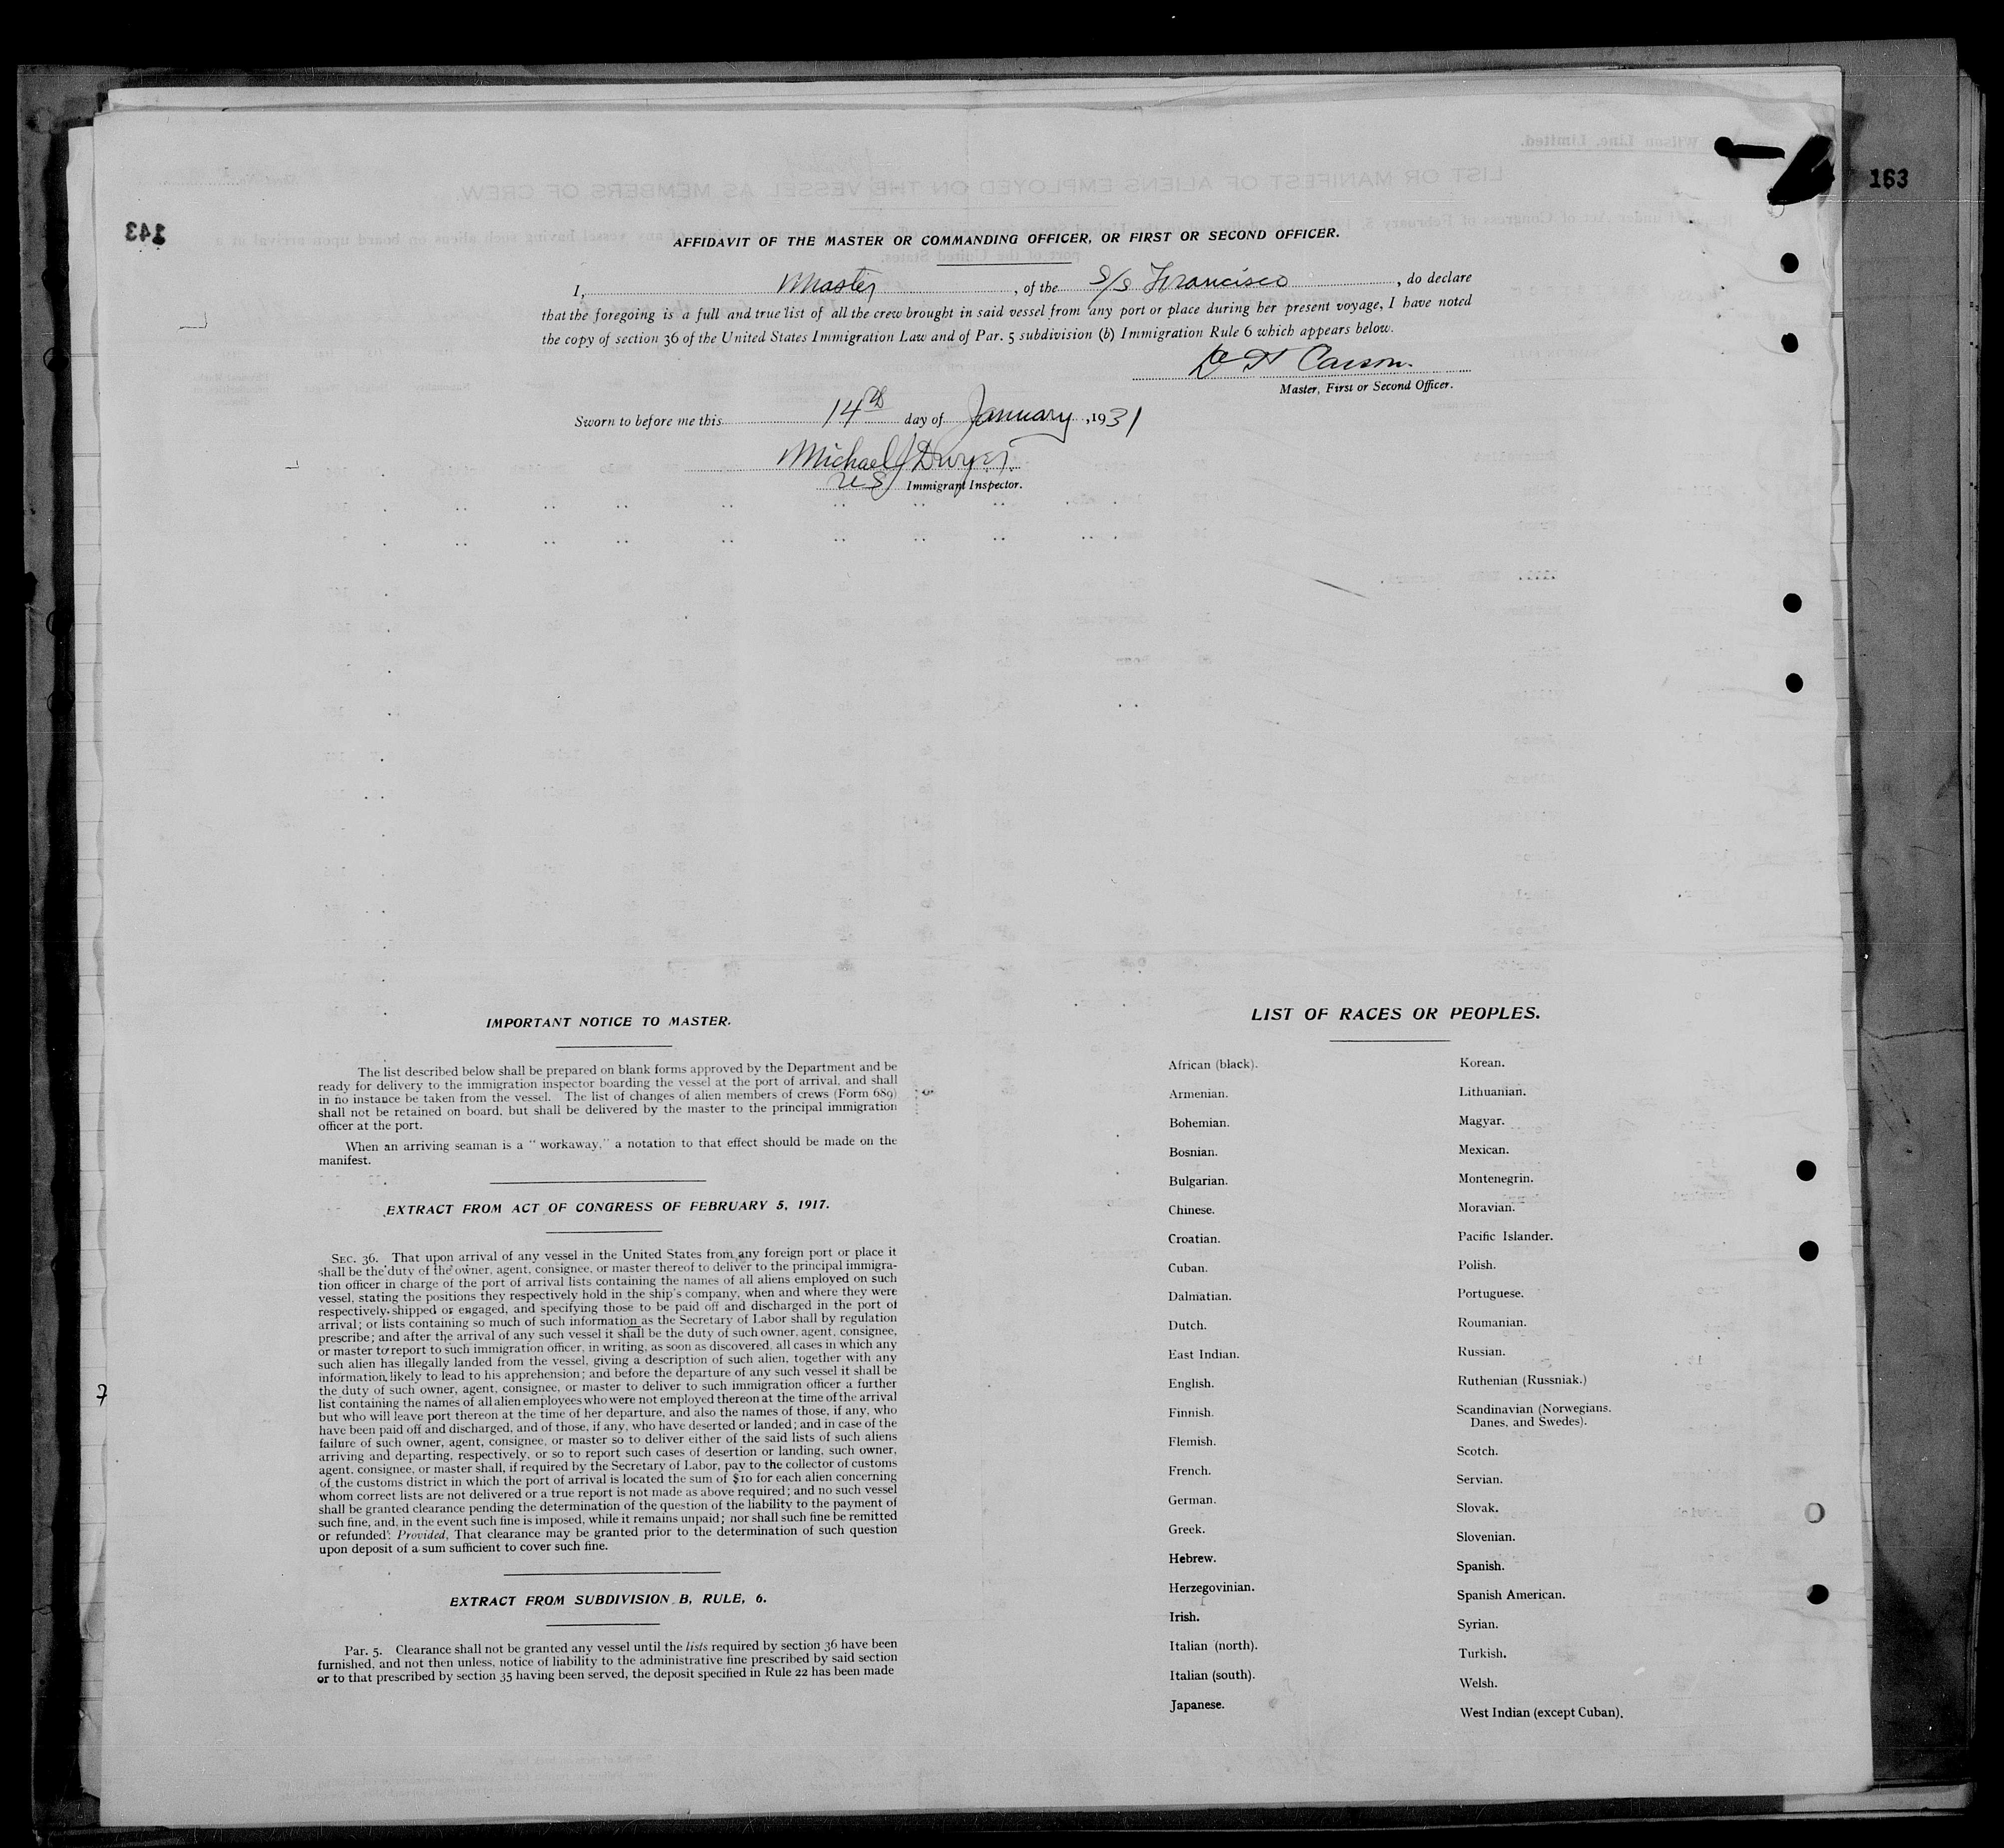 163
Wilson Line, Limited.
LIST OR MANIFEST OF ALIENS EMPLOYED ON THE VESSEL AS MEMBERS OF CREW
143
AFFIDAVIT OF THE MASTER OR COMMANDING OFFICER, OR FIRST OR SECOND OFFICER.
I, Master, of the S/S Francisco, do declare
that the foregoing is a full and true list of all the crew brought in said vessel from any port or place during her present voyage, I have noted
the copy of section 36 of the United States Immigration Law and of Par. 5 subdivision (b) Immigration Rule 6 which appears below.
Carson.
Master, First or Second Officer.
Sworn to before me this 14th day of January, 1931
Michael J Dwyer
US Immigrant Inspector.
IMPORTANT NOTICE TO MASTER.
The list described below shall be prepared on blank forms approved by the Department and be
ready for delivery to the immigration inspector boarding the vessel at the port of arrival, and shall
in no instance be taken from the vessel. The list of changes of alien members of crews (Form 689)
shall not be retained on board, but shall be delivered by the master to the principal immigration
officer at the port.
When an arriving seaman is a "workaway," a notation to that effect should be made on the
manifest.
EXTRACT FROM ACT OF CONGRESS OF FEBRUARY 5, 1917.
SEC. 36. That upon arrival of any vessel in the United States from any foreign port or place it
shall be the duty of the owner, agent, consignee, or master thereof to deliver to the principal immigra-
tion officer in charge of the port of arrival lists containing the names of all aliens employed on such
vessel, stating the positions they respectively hold in the ship's company, when and where they were
respectively shipped or engaged, and specifying those to be paid off and discharged in the port of
arrival; or lists containing so much of such information as the Secretary of Labor shall by regulation
prescribe; and after the arrival of any such vessel it shall be the duty of such owner, agent, consignee,
or master to report to such immigration officer, in writing, as soon as discovered, all cases in which any
such alien has illegally landed from the vessel, giving a description of such alien, together with any
information likely to lead to his apprehension; and before the departure of any such vessel it shall be
the duty of such owner, agent, consignee, or master to deliver to such immigration officer a further
list containing the names of all alien employees who were not employed thereon at the time of the arrival
but who will leave port thereon at the time of her departure, and also the names of those, if any, who
have been paid off and discharged, and of those, if any, who have deserted or landed; and in case of the
failure of such owner, agent, consignee, or master so to deliver either of the said lists of such aliens
arriving and departing, respectively, or so to report such cases of desertion or landing, such owner,
agent, consignee, or master shall, if required by the Secretary of Labor, pay to the collector of customs
of the customs district in which the port of arrival is located the sum of $10 for each alien concerning
whom correct lists are not delivered or a true report is not made as above required; and no such vessel
shall be granted clearance pending the determination of the question of the liability to the payment of
such fine, and, in the event such fine is imposed, while it remains unpaid; nor shall such fine be remitted
or refunded: Provided, That clearance may be granted prior to the determination of such question
upon deposit of a sum sufficient to cover such fine.
EXTRACT FROM SUBDIVISION B, RULE, 6.
Par. 5. Clearance shall not be granted any vessel until the lists required by section 36 have been
furnished, and not then unless, notice of liability to the administrative fine prescribed by said section
or to that prescribed by section 35 having been served, the deposit specified in Rule 22 has been made
7
LIST OF RACES OR PEOPLES.
African (black).
Armenian.
Bohemian.
Bosnian.
Bulgarian.
Chinese.
Croatian.
Cuban.
Dalmatian.
Dutch.
East Indian.
English.
Finnish.
Flemish.
French.
German.
Greek.
Hebrew.
Herzegovinian.
Irish.
Italian (north).
Italian (south).
Japanese.
Korean.
Lithuanian.
Magyar.
Mexican.
Montenegrin.
Moravian.
Pacific Islander.
Polish.
Portuguese.
Roumanian.
Russian.
Ruthenian (Russniak.)
Scandinavian (Norwegians.
Danes, and Swedes).
Scotch.
Servian.
Slovak.
Slovenian.
Spanish.
Spanish American.
Syrian.
Turkish.
Welsh.
West Indian (except Cuban).